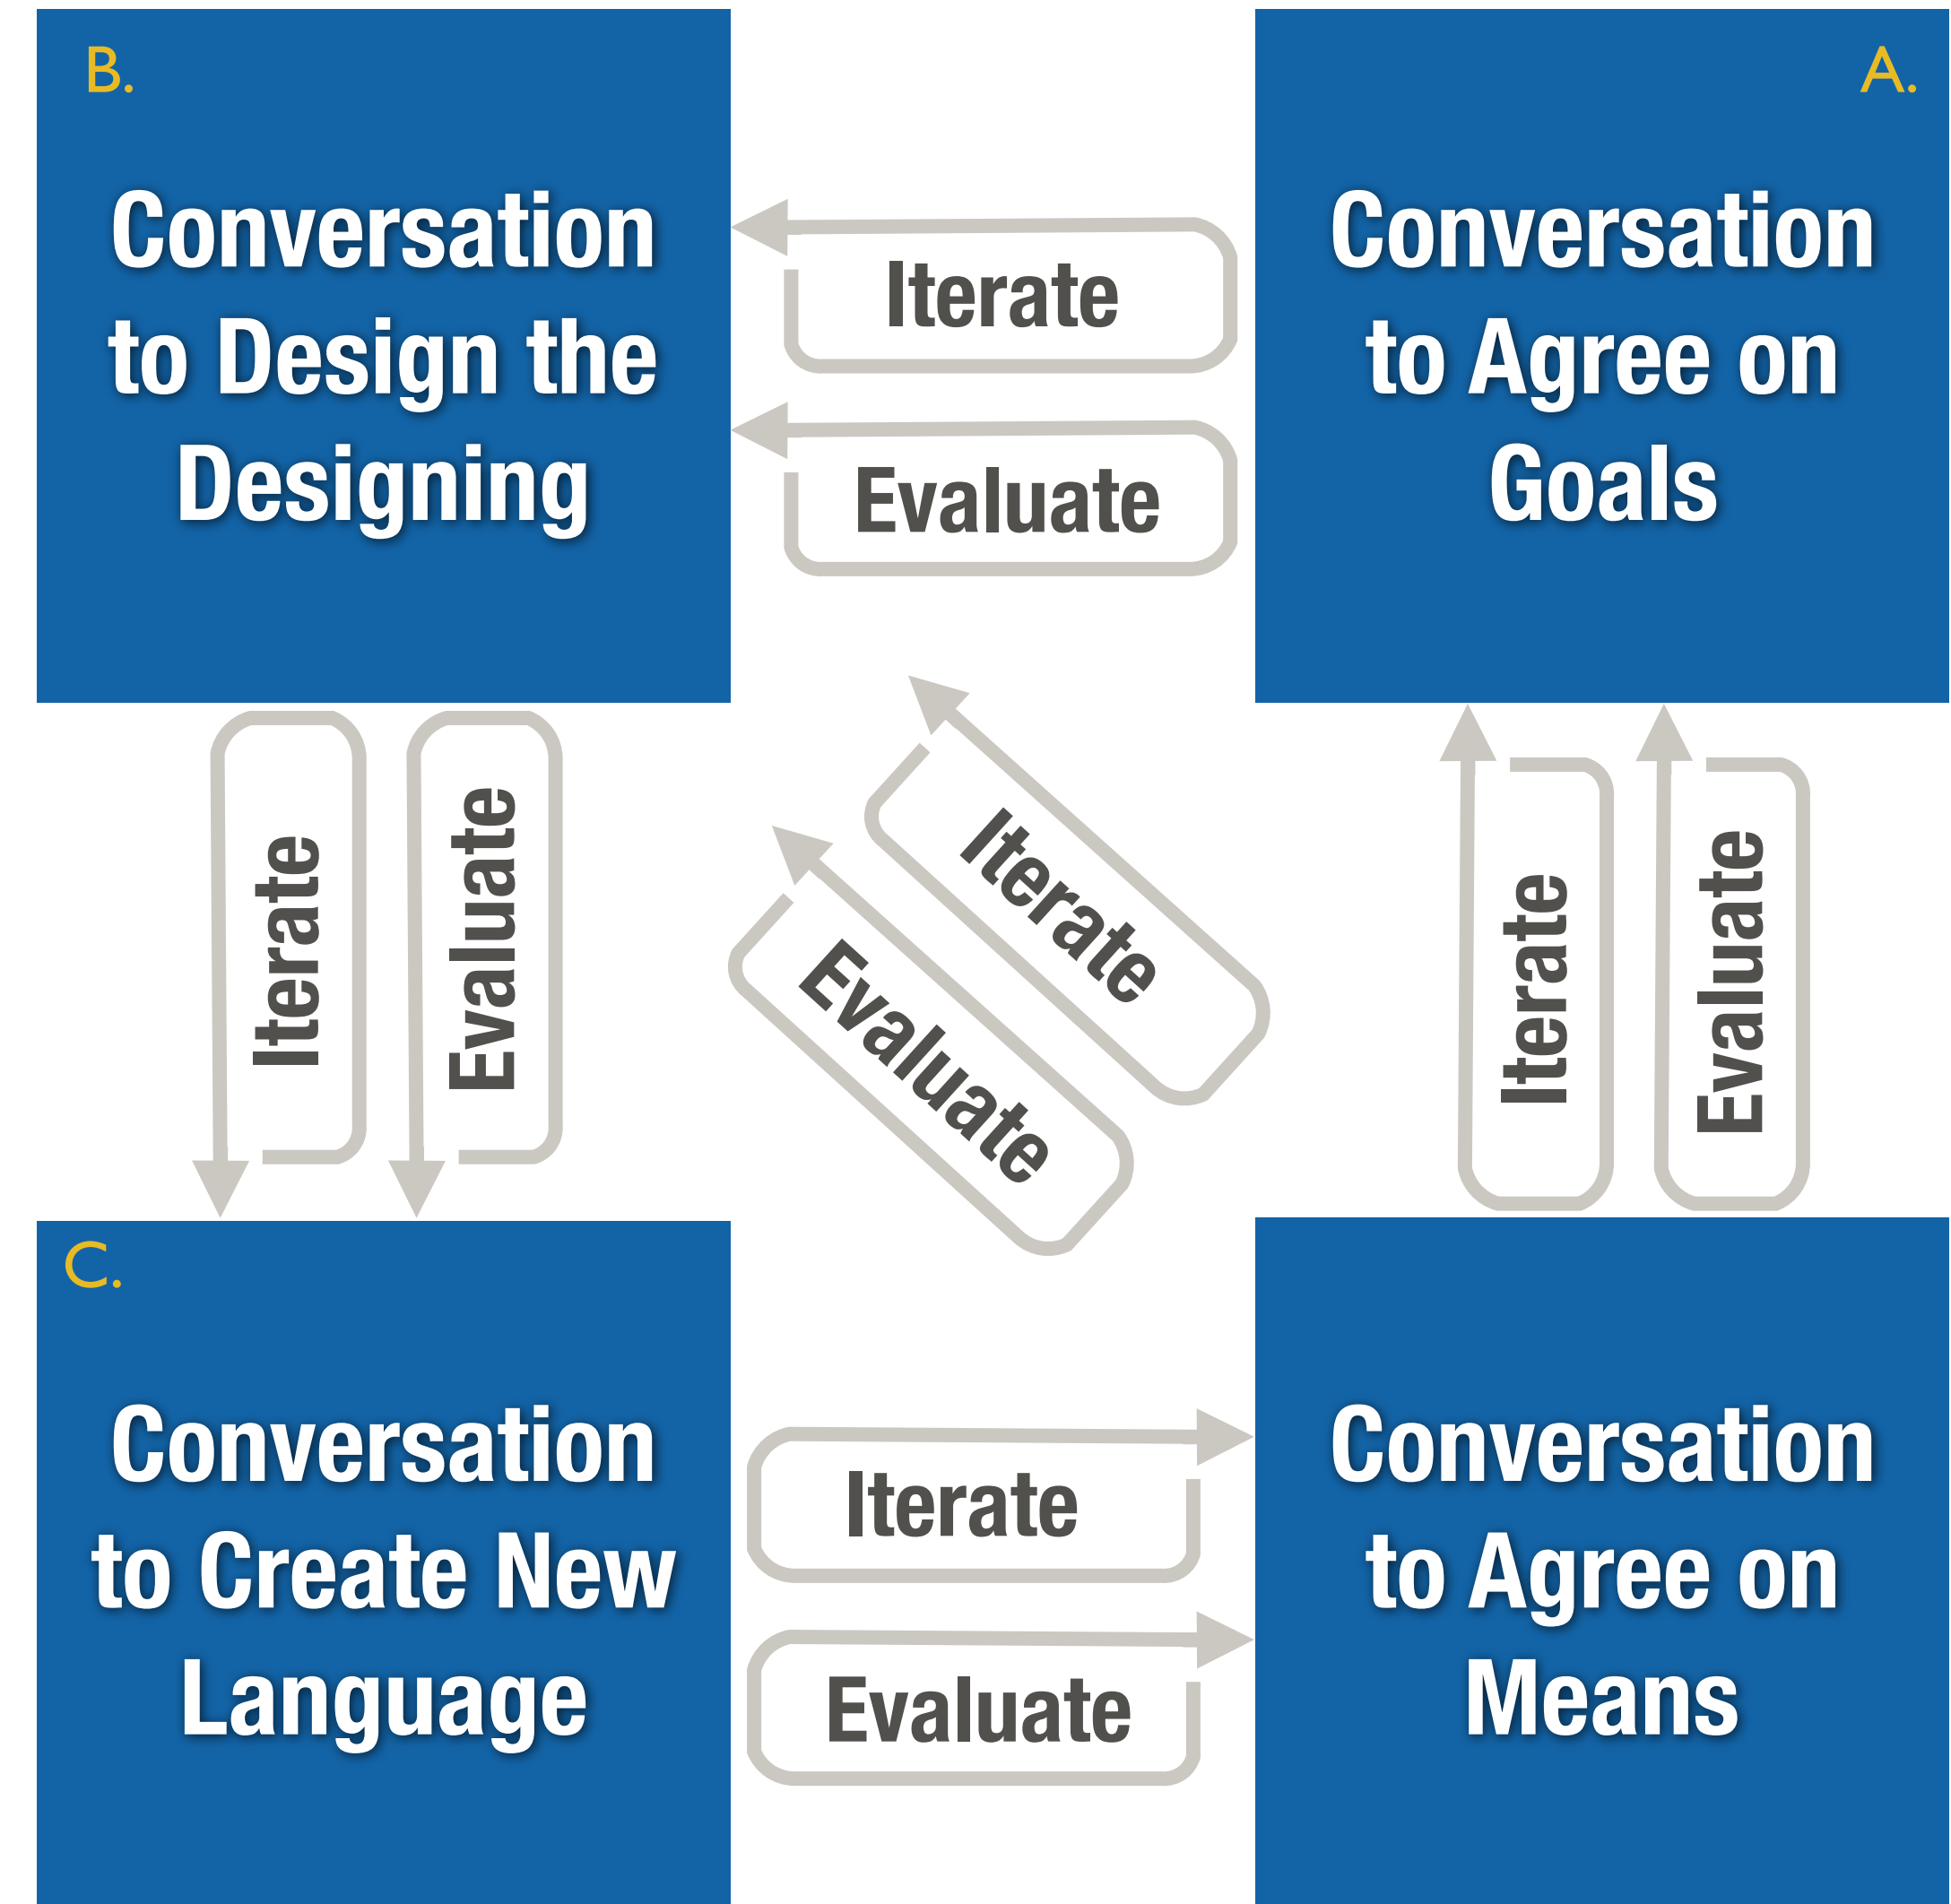 B.
Conversation
to Design the
Designing
Iterate
Evaluate
A.
Conversation
to Agree on
Goals
Iterate
Evaluate
Iterate
Evaluate
Iterate
Evaluate
C.
Conversation
to Create New
Language
Iterate
Evaluate
Conversation
to Agree on
Means